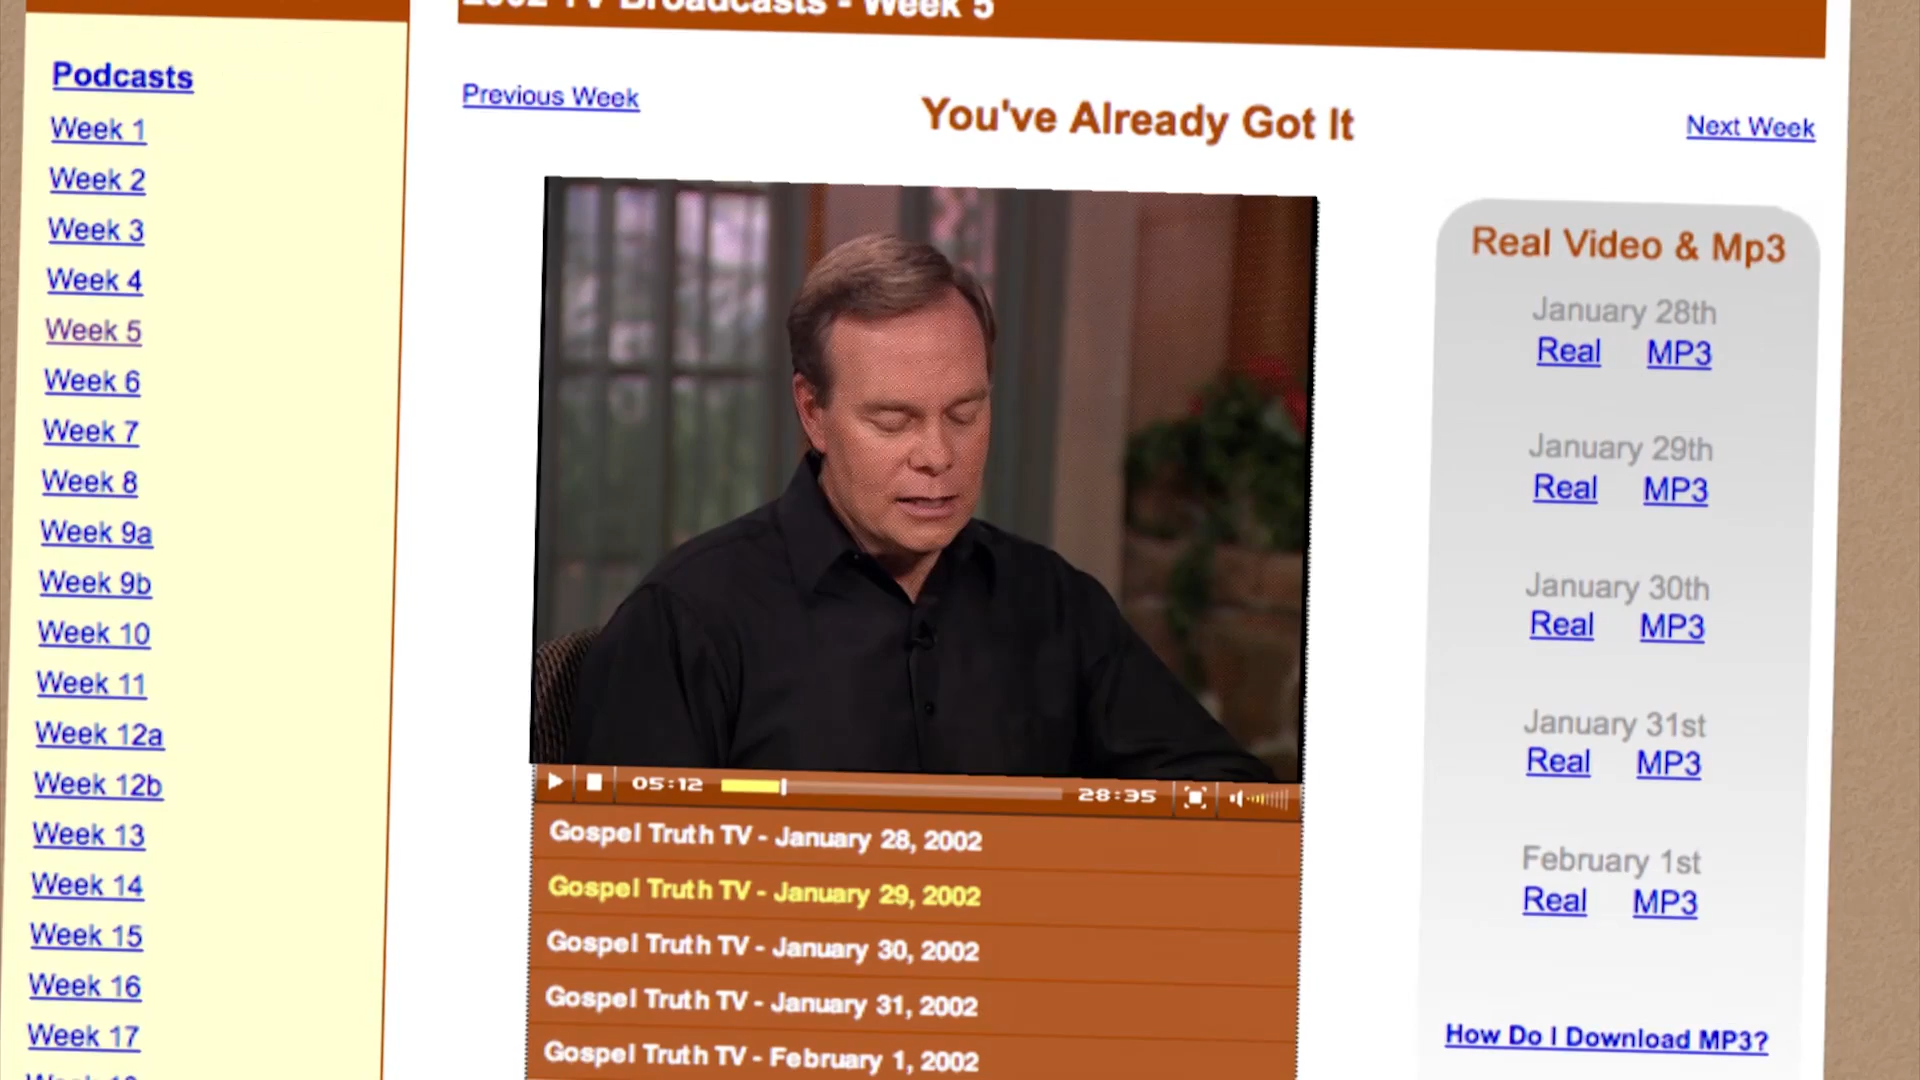 2002 TV Broadcasts - Week 5
Podcasts
Week 1
Week 2
Week 3
Week 4
Week 5
Week 6
Week 7
Week 8
Week 9a
Week 9b
Week 10
Week 11
Week 12a
Week 12b
Week 13
Week 14
Week 15
Week 16
Week 17
Previous Week
You've Already Got It
Next Week
05:12
28:35
Gospel Truth TV - January 28, 2002
Gospel Truth TV - January 29, 2002
Gospel Truth TV - January 30, 2002
Gospel Truth TV - January 31, 2002
Gospel Truth TV - February 1, 2002
Real Video & Mp3
January 28th
Real MP3
January 29th
Real MP3
January 30th
Real MP3
January 31st
Real MP3
February 1st
Real MP3
How Do I Download MP3?